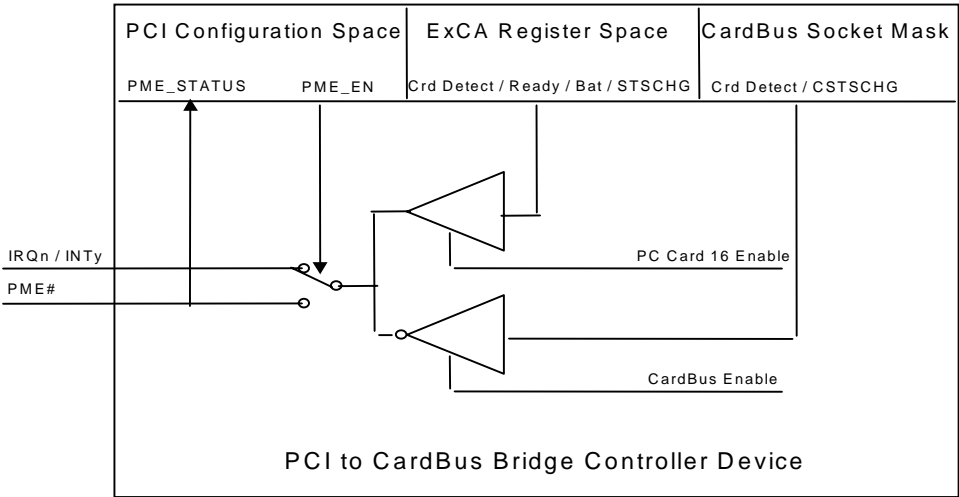 PCI Configuration Space
ExCA Register Space
CardBus Socket Mask
PME_STATUS
PME_EN
Crd Detect / Ready / Bat / STSCHG
Crd Detect / CSTSCHG
IRQn / INTy
PC Card 16 Enable
PME#
CardBus Enable
PCI to CardBus Bridge Controller Device